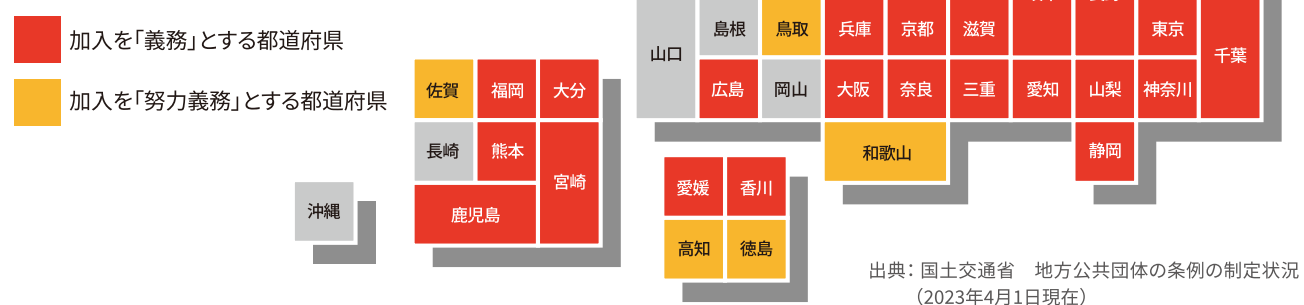 加入を「義務」とする都道府県
加入を「努力義務」とする都道府県
山口
島根
鳥取
兵庫
京都
滋賀
東京
千葉
広島
岡山
大阪
奈良
三重
愛知
山梨
神奈川
和歌山
静岡
佐賀
福岡
大分
長崎
熊本
宮崎
鹿児島
沖縄
愛媛
香川
高知
徳島
出典：国土交通省　地方公共団体の条例の制定状況
（2023年4月1日現在）